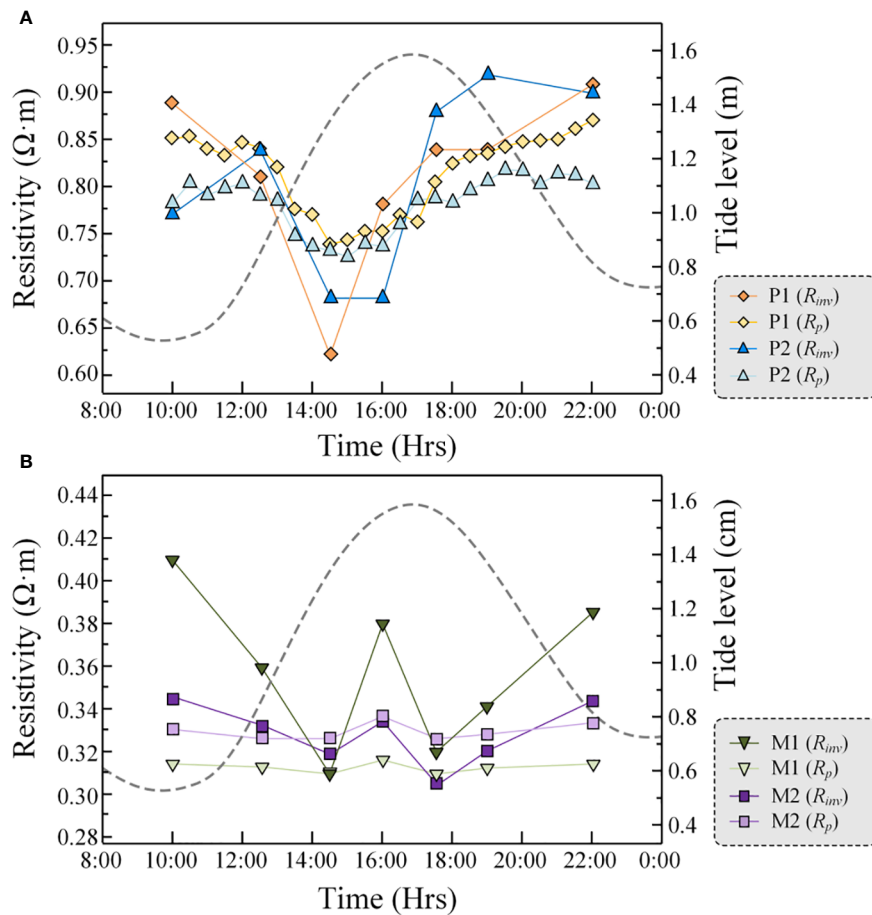 A
0.95
0.90
0.85
0.80
0.75
0.70
0.65
0.60
Resistivity (Ω·m)
1.6
1.4
1.2
1.0
0.8
0.6
0.4
Tide level (m)
8:00 10:00 12:00 14:00 16:00 18:00 20:00 22:00 0:00
Time (Hrs)
P1 (Rinv)
P1 (Rp)
P2 (Rinv)
P2 (Rp)
B
0.44
0.42
0.40
0.38
0.36
0.34
0.32
0.30
0.28
Resistivity (Ω·m)
1.6
1.4
1.2
1.0
0.8
0.6
0.4
Tide level (cm)
8:00 10:00 12:00 14:00 16:00 18:00 20:00 22:00 0:00
Time (Hrs)
M1 (Rinv)
M1 (Rp)
M2 (Rinv)
M2 (Rp)